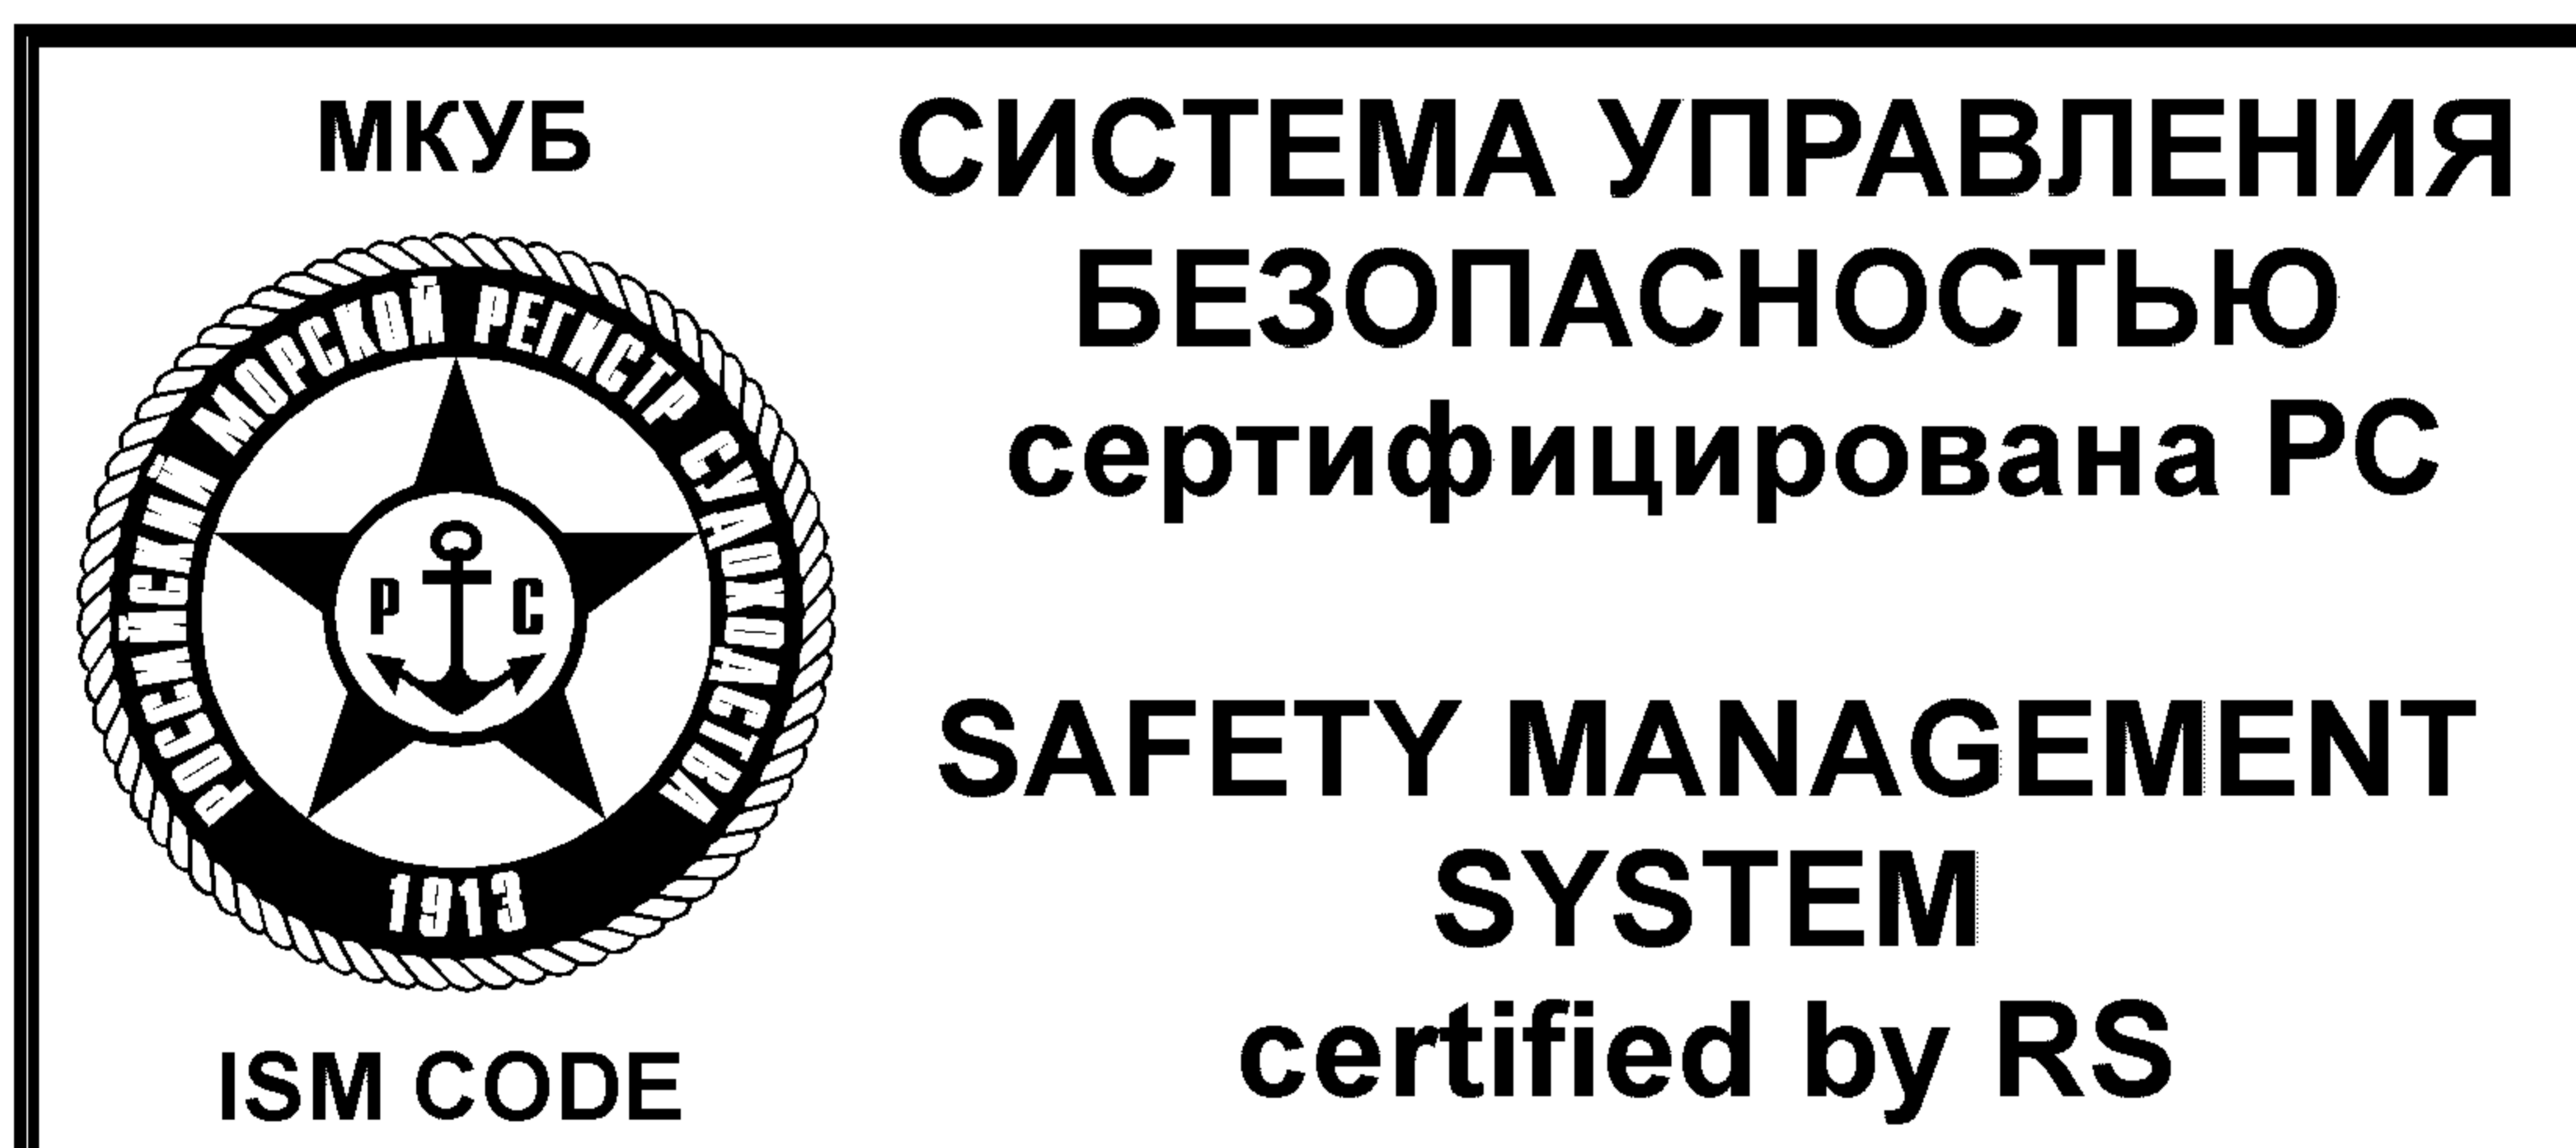 МКУБ
РОССИЙСКИЙ МОРСКОЙ РЕГИСТР СУДОХОДСТВА
Р С
1913
ISM CODE
СИСТЕМА УПРАВЛЕНИЯ
БЕЗОПАСНОСТЬЮ
сертифицирована РС
SAFETY MANAGEMENT
SYSTEM
certified by RS